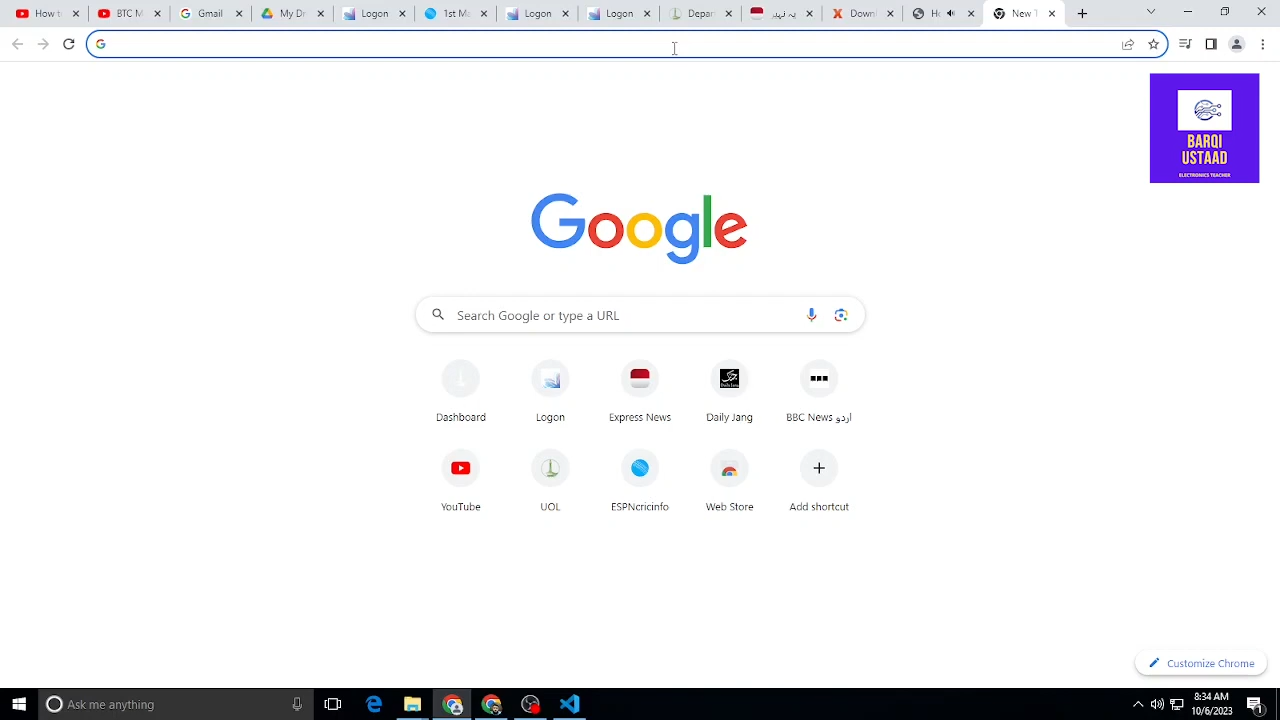 How t
BTC M
Gmail
My Dr
Logon
1st Mo
Logon
Logon
Depar
Downl
New T
BARQI
USTAAD
ELECTRONICS TEACHER
Google
Search Google or type a URL
Dashboard
Logon
Express News
Daily Jang
BBC News اردو
YouTube
UOL
ESPNcricinfo
Web Store
Add shortcut
Customize Chrome
Ask me anything
8:34 AM
10/6/2023